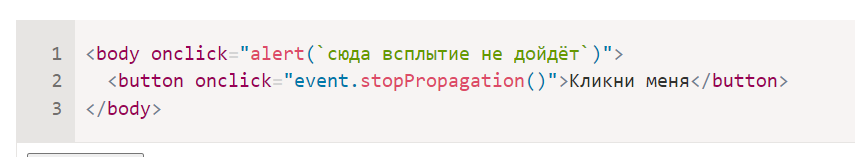 1 <body onclick="alert(`сюда всплытие не дойдёт`)">
2   <button onclick="event.stopPropagation()">Кликни меня</button>
3 </body>